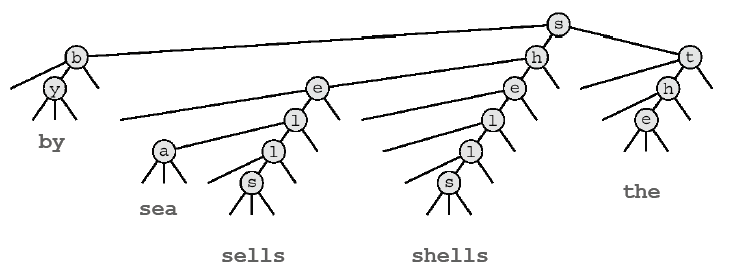 s
b h t
y e e h
l l e
a l l
s s
by
the
sea
sells shells